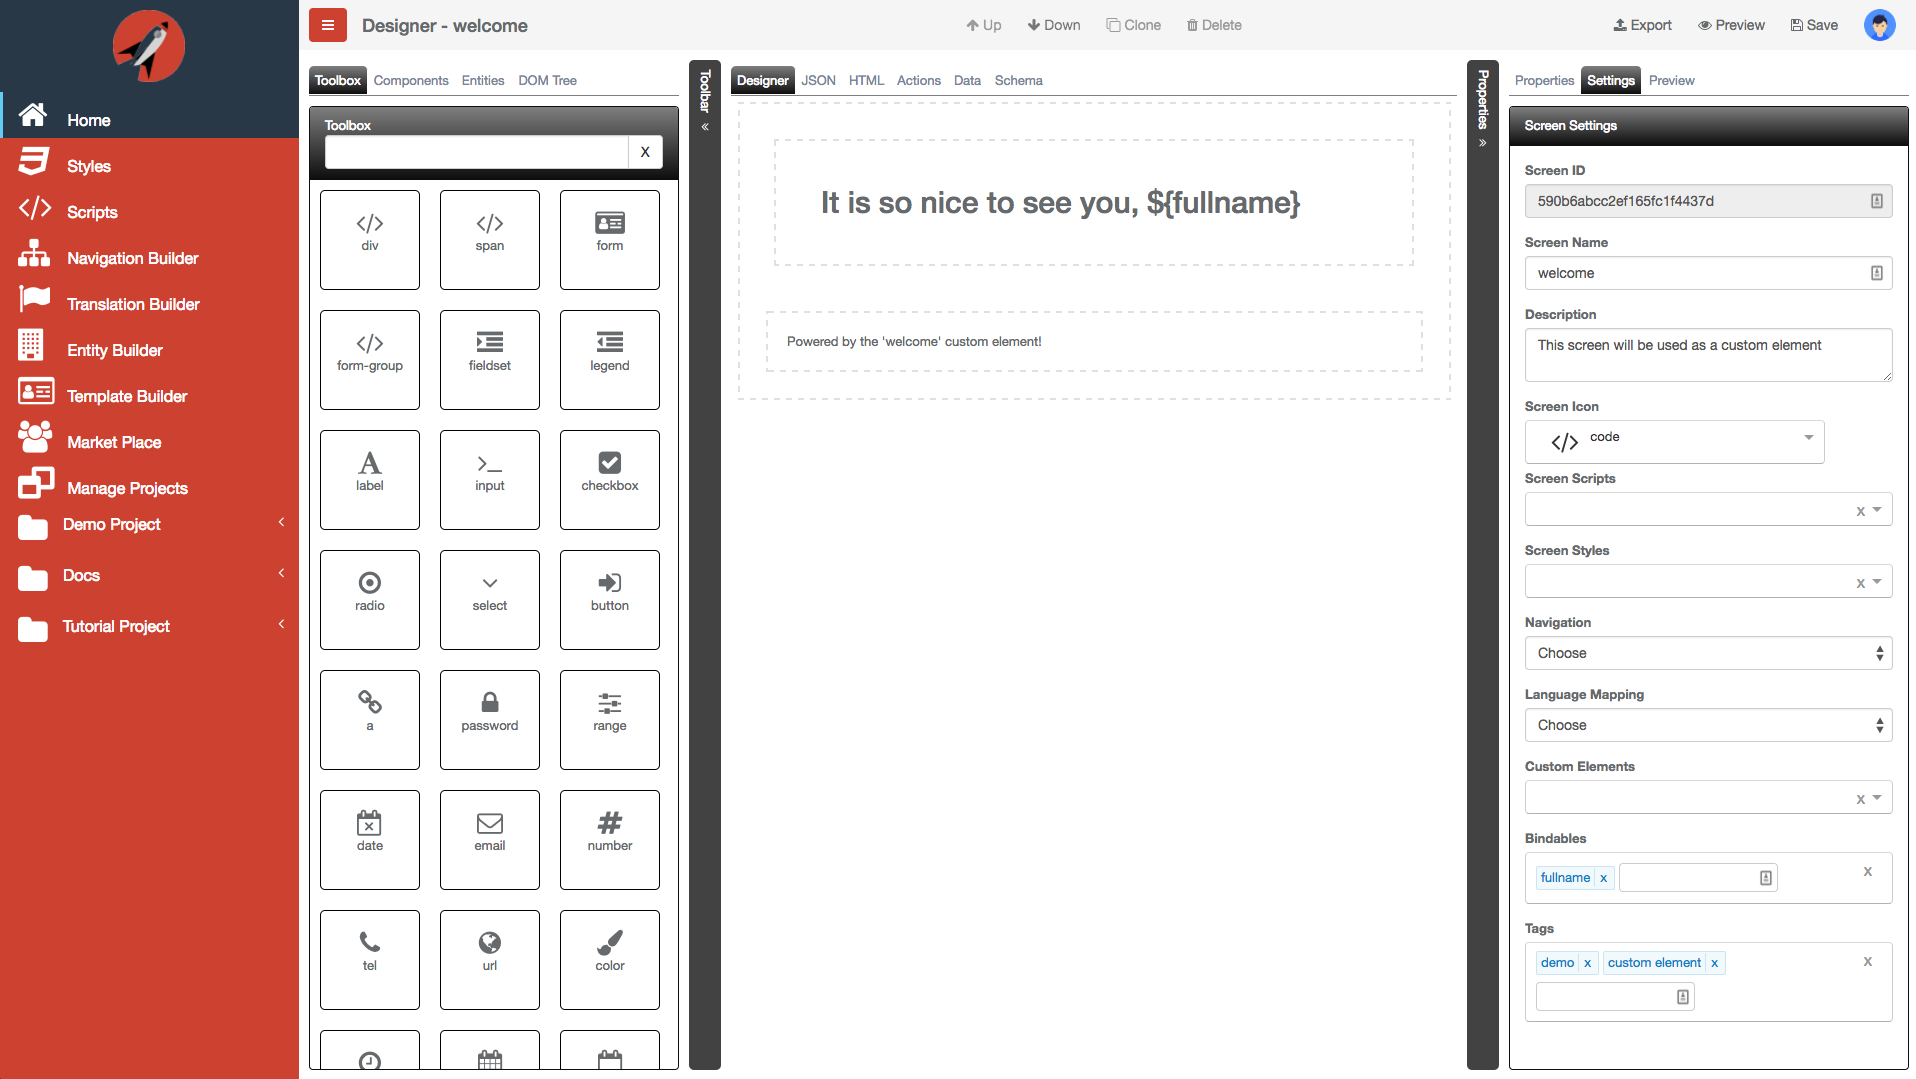 Designer - welcome
Up
Down
Clone
Delete
Export
Preview
Save
Home
Styles
Scripts
Navigation Builder
Translation Builder
Entity Builder
Template Builder
Market Place
Manage Projects
Demo Project
Docs
Tutorial Project
Toolbox Components Entities DOM Tree
Toolbox
X
div
span
form
form-group
fieldset
legend
label
input
checkbox
radio
select
button
a
password
range
date
email
number
tel
url
color
Toolbar
Designer JSON HTML Actions Data Schema
It is so nice to see you, ${fullname}
Powered by the 'welcome' custom element!
Properties
Properties Settings Preview
Screen Settings
Screen ID
590b6abcc2ef165fc1f4437d
Screen Name
welcome
Description
This screen will be used as a custom element
Screen Icon
code
Screen Scripts
x
Screen Styles
x
Navigation
Choose
Language Mapping
Choose
Custom Elements
x
Bindables
fullname x
x
Tags
demo x custom element x
x